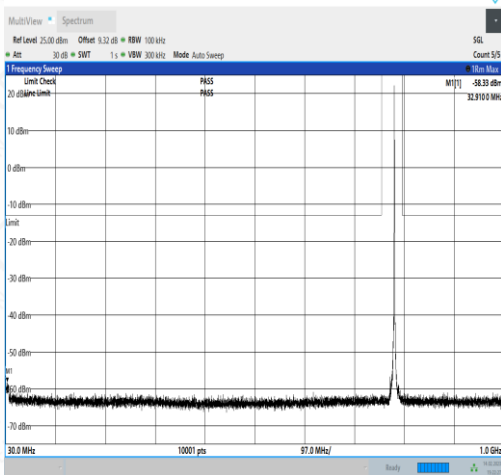 MultiView Spectrum
Ref Level 25.00 dBm Offset 9.32 dB RBW 100 kHz SGL
Att 30 dB SWT 1 s VBW 300 kHz Mode Auto Sweep Count 5/5
1 Frequency Sweep 1Rm Max
Limit Check PASS M1[1] -58.33 dBm
20 dBm Line Limit PASS 32.910 0 MHz
10 dBm
0 dBm
-10 dBm
Limit
-20 dBm
-30 dBm
-40 dBm
-50 dBm
M1
-60 dBm
-70 dBm
30.0 MHz 10001 pts 97.0 MHz/ 1.0 GHz
Ready